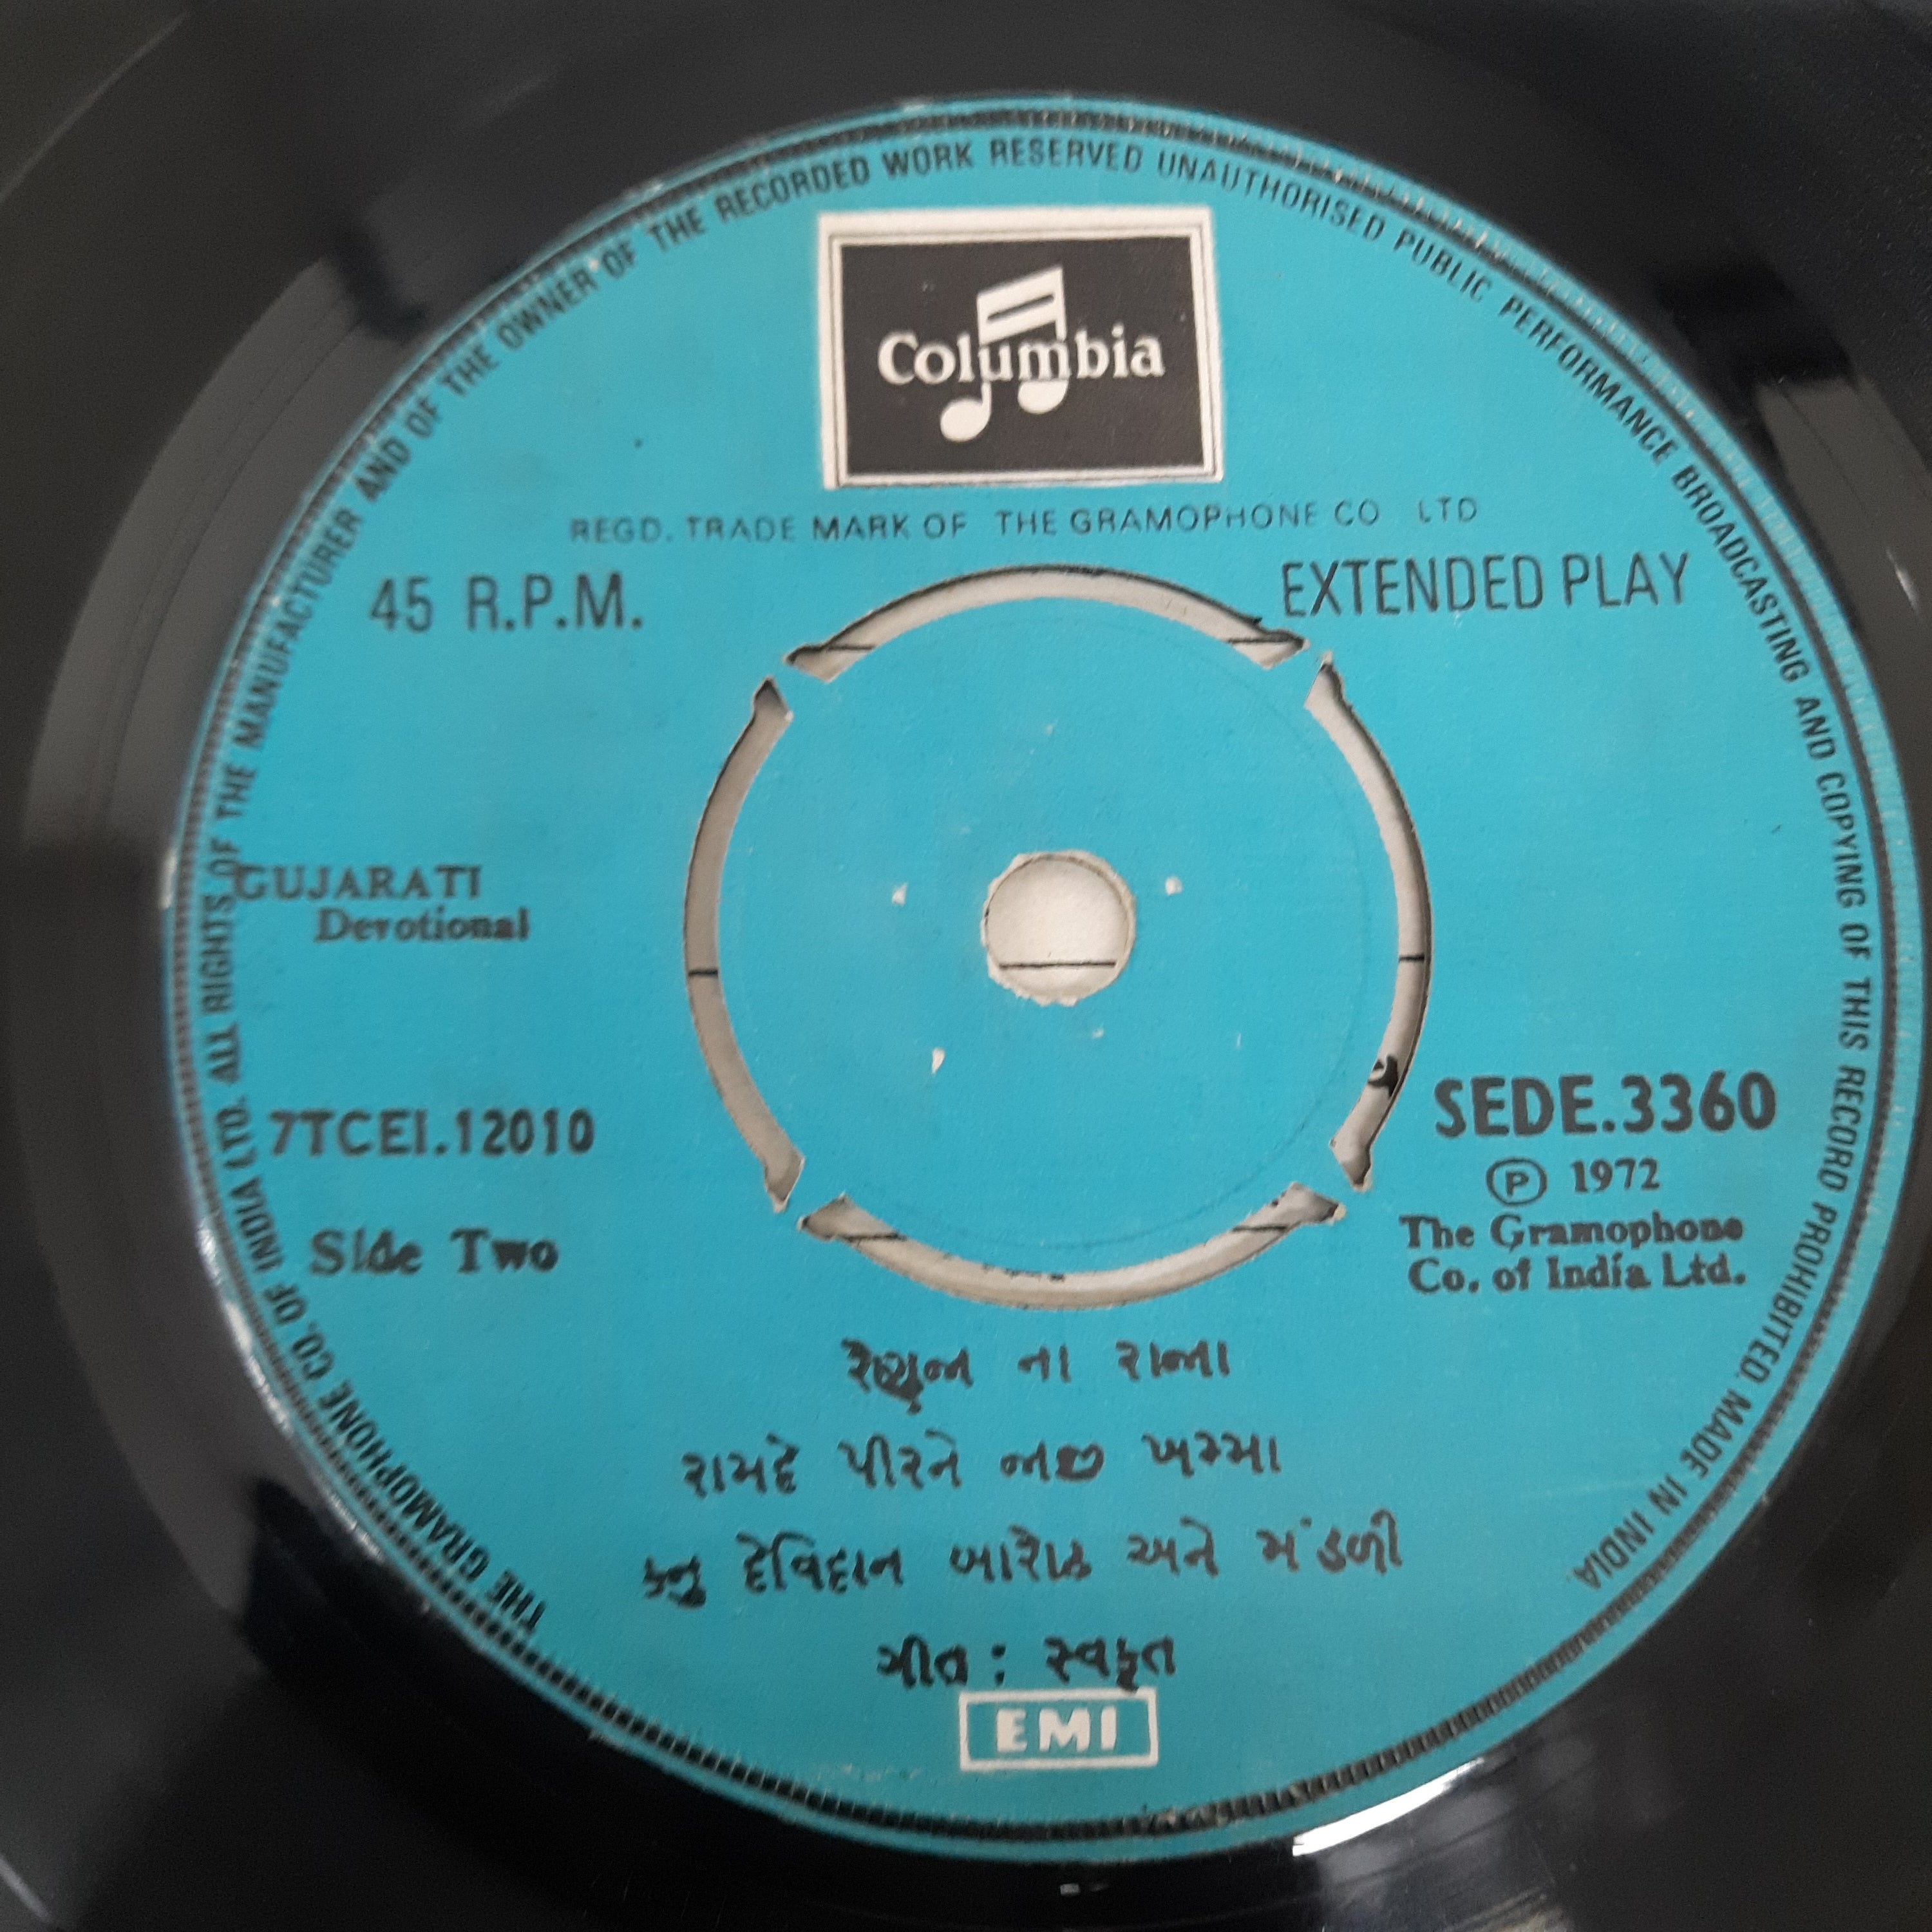 THE GRAMOPHONE CO. OF INDIA LTD. ALL RIGHTS OF THE MANUFACTURER AND OF THE OWNER OF THE RECORDED WORK RESERVED UNAUTHORISED PUBLIC PERFORMANCE BROADCASTING AND COPYING OF THIS RECORD PROHIBITED. MADE IN INDIA
Columbia
REGD. TRADE MARK OF THE GRAMOPHONE CO LTD
45 R.P.M.
EXTENDED PLAY
GUJARATI
Devotional
7TCEI.12010
Side Two
SEDE.3360
Ⓟ 1972
The Gramophone
Co. of India Ltd.
રણુજા ના રાજા
રામદે પીરને જાજી ખમ્મા
કનુ દેવિદાન બારોટ અને મંડળી
ગીત : સ્વકૃત
EMI